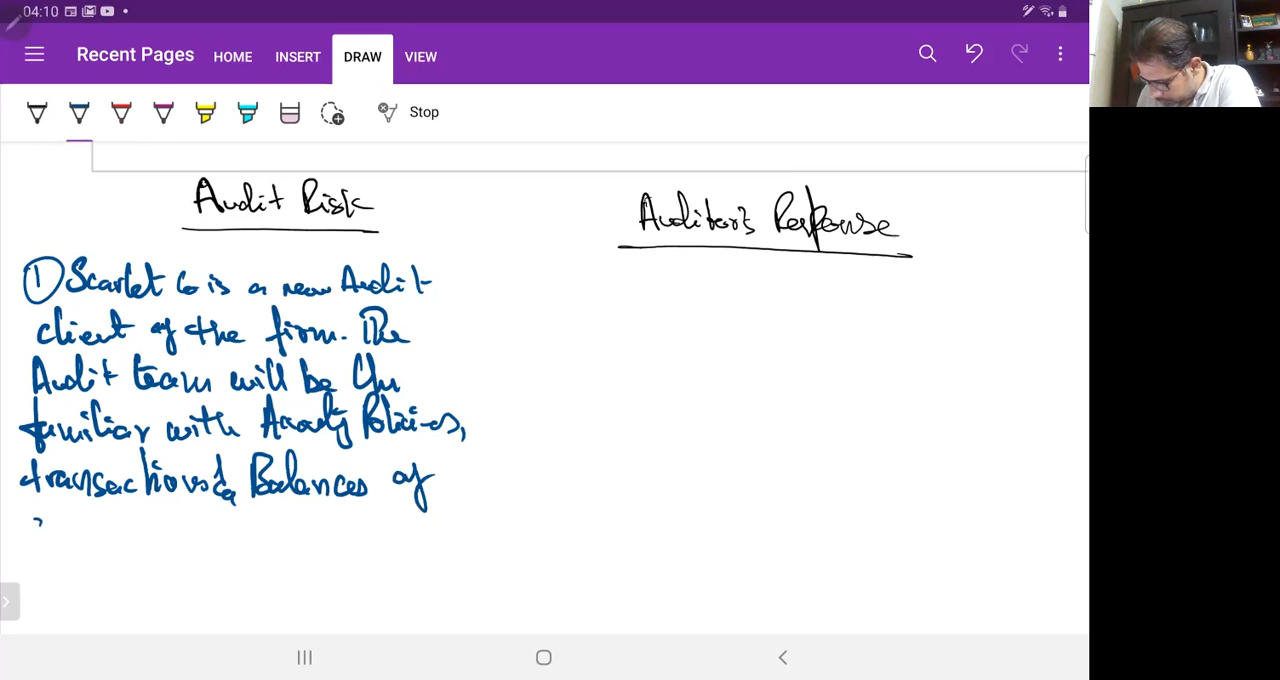 04:10
Recent Pages HOME INSERT DRAW VIEW
Stop
Audit Risk
Auditor's Response
① Scarlet Co is a new Audit
client of the firm. The
Audit team will be Un
familiar with Policies,
transactions & Balances of